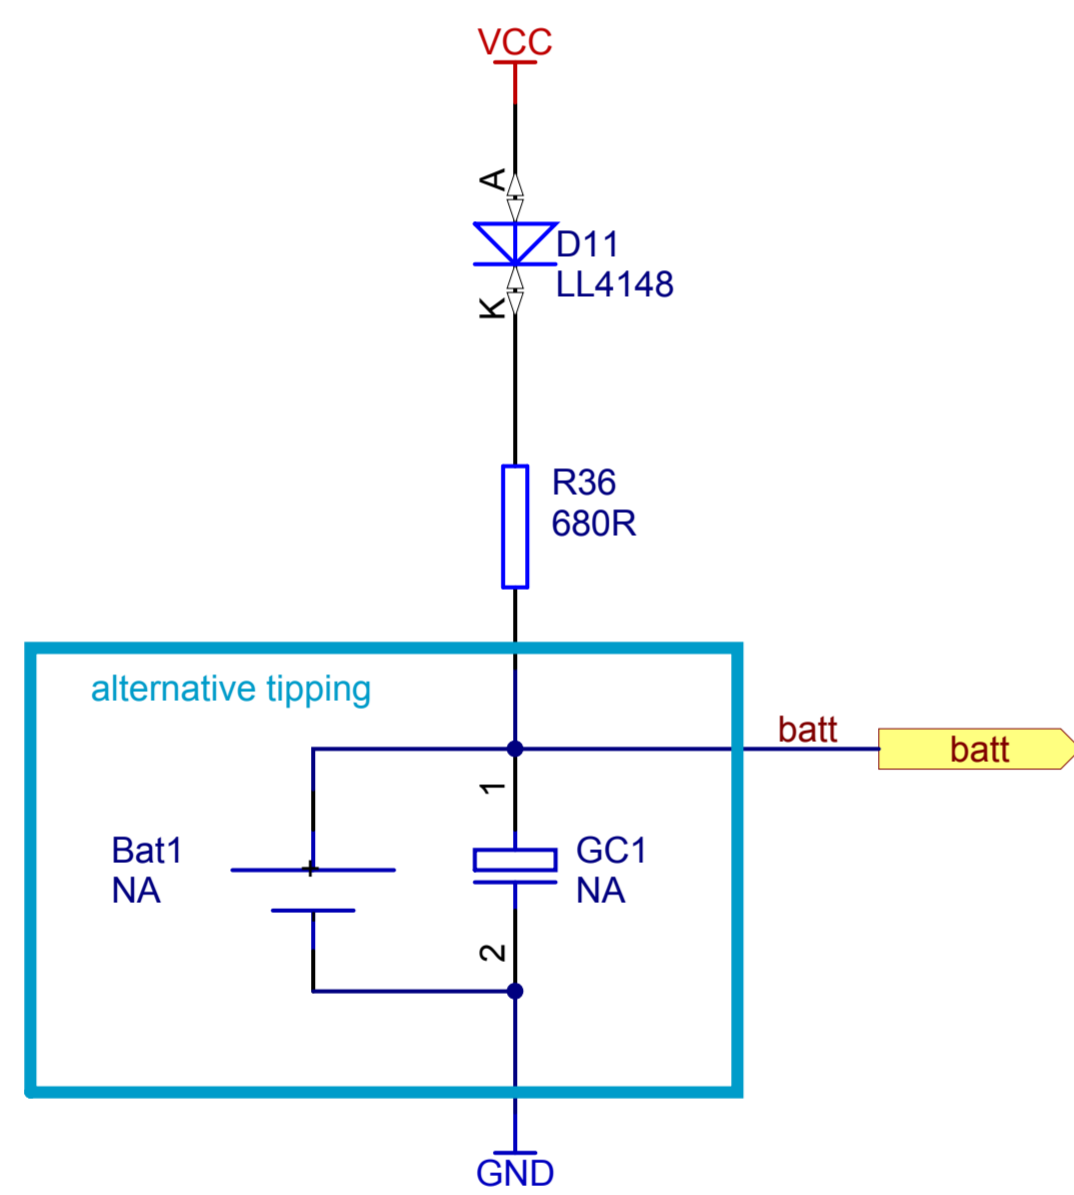 VCC
A
D11
LL4148
K
R36
680R
alternative tipping
batt
batt
1
Bat1
NA
+
GC1
NA
2
GND